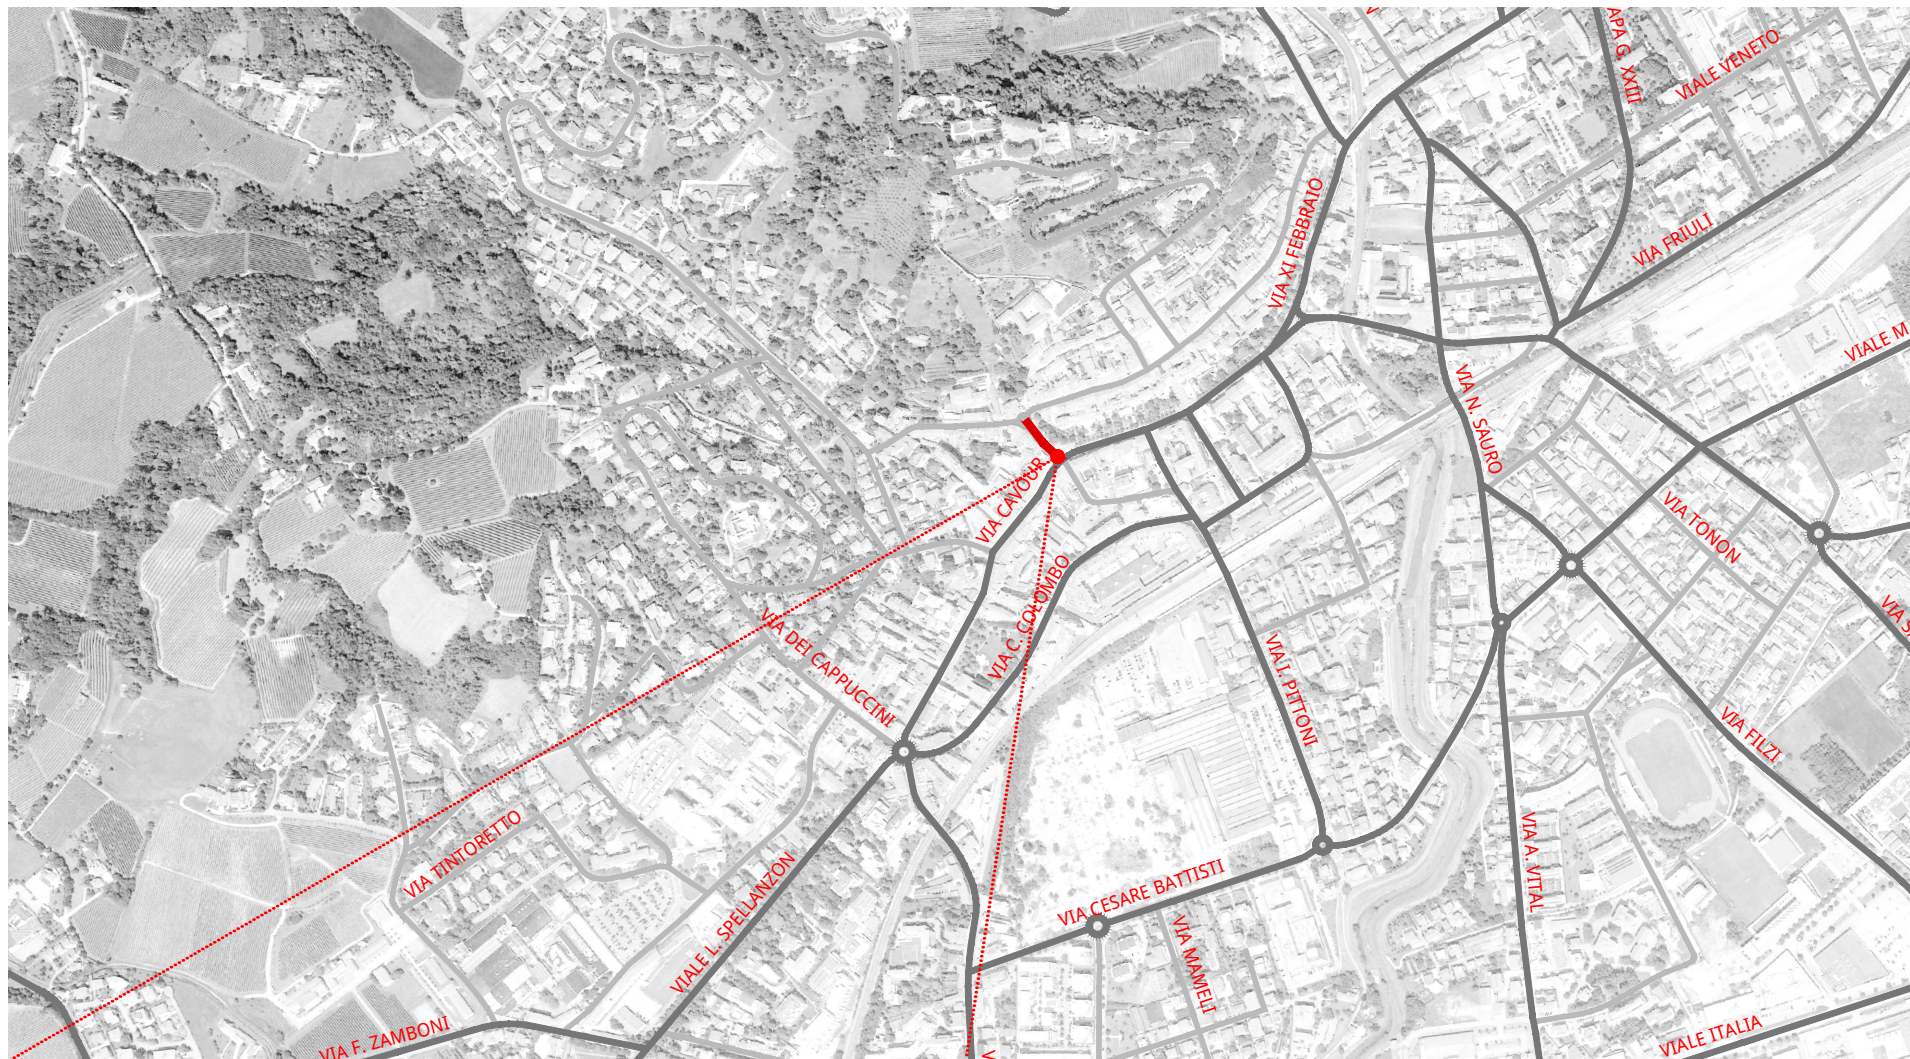 APA G. XXIII
VIALE VENETO
VIA XI FEBBRAIO
VIA FRIULI
VIALE M
VIA N. SAURO
VIA CAVOUR
VIA TONON
VIA C. COLOMBO
VIA DEI CAPPUCCINI
VIA I. PITTONI
VIA S
VIA FILZI
VIA TINTORETTO
VIALE L. SPELLANZON
VIA CESARE BATTISTI
VIA A. VITAL
VIA MAMELI
VIA F. ZAMBONI
VIALE ITALIA
V